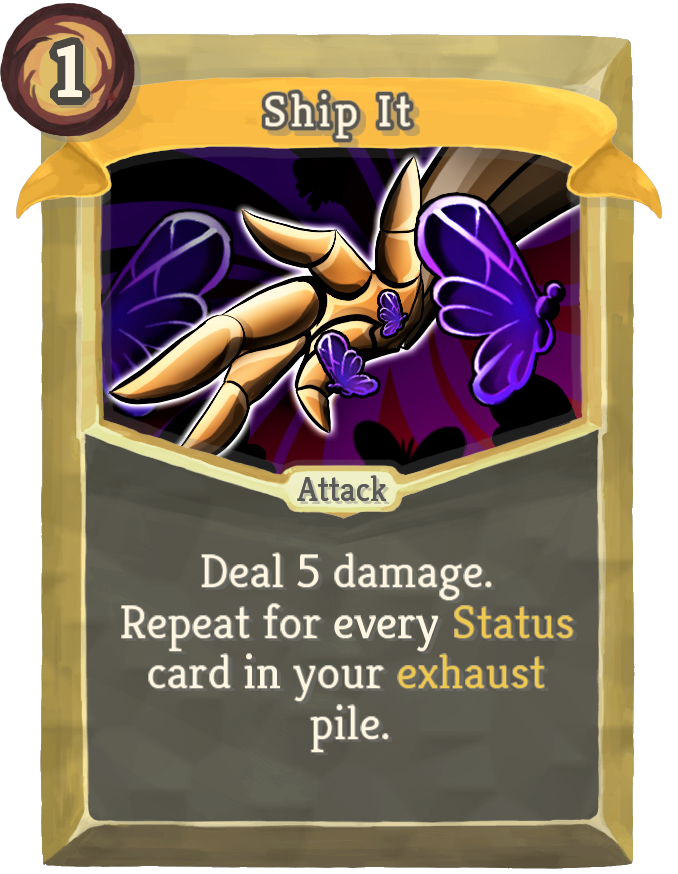 1
Ship It
Attack
Deal 5 damage.
Repeat for every Status
card in your exhaust
pile.